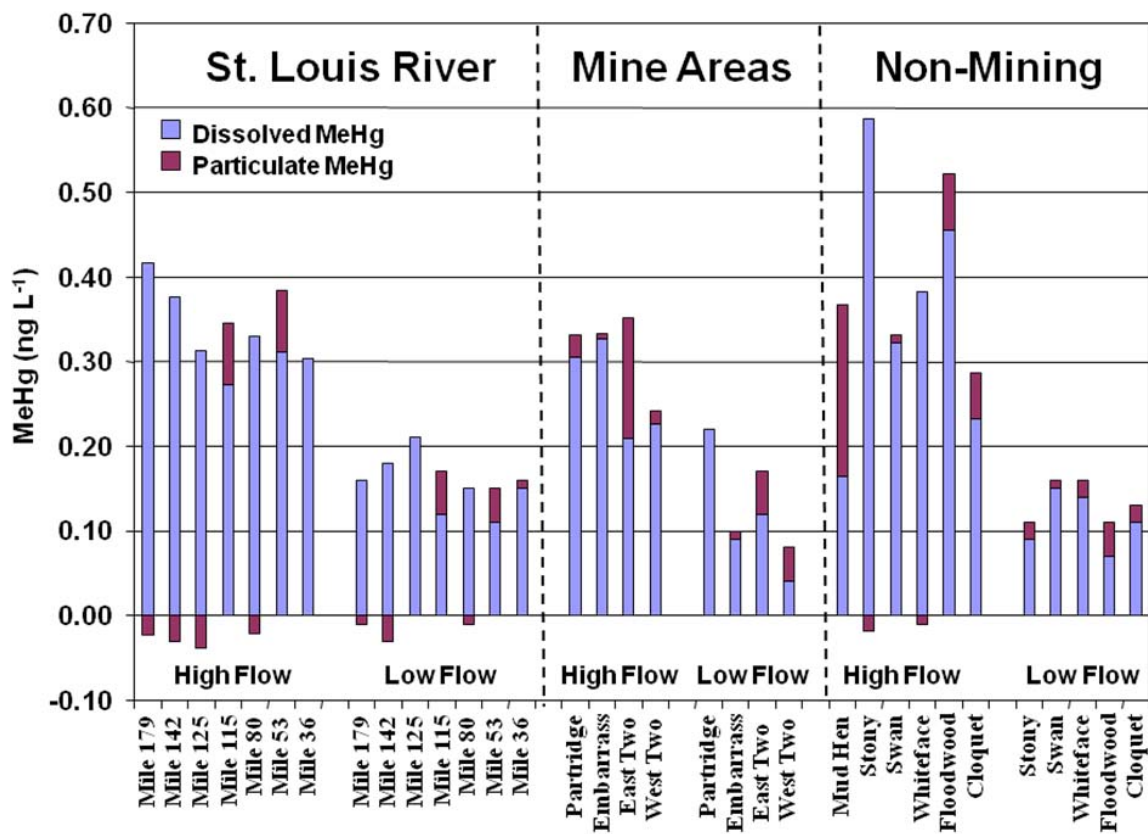 0.70
0.60
0.50
0.40
0.30
0.20
0.10
0.00
-0.10
MeHg (ng L-1)
St. Louis River
Mine Areas
Non-Mining
Dissolved MeHg
Particulate MeHg
High Flow
Low Flow
High Flow
Low Flow
High Flow
Low Flow
Mile 179
Mile 142
Mile 125
Mile 115
Mile 80
Mile 53
Mile 36
Mile 179
Mile 142
Mile 125
Mile 115
Mile 80
Mile 53
Mile 36
Partridge
Embarrass
East Two
West Two
Partridge
Embarrass
East Two
West Two
Mud Hen
Stony
Swan
Whiteface
Floodwood
Cloquet
Stony
Swan
Whiteface
Floodwood
Cloquet